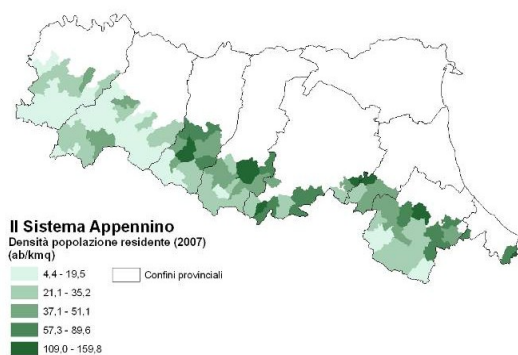 Il Sistema Appennino
Densità popolazione residente (2007)
(ab/kmq)
4,4 - 19,5
Confini provinciali
21,1 - 35,2
37,1 - 51,1
57,3 - 89,6
109,0 - 159,8